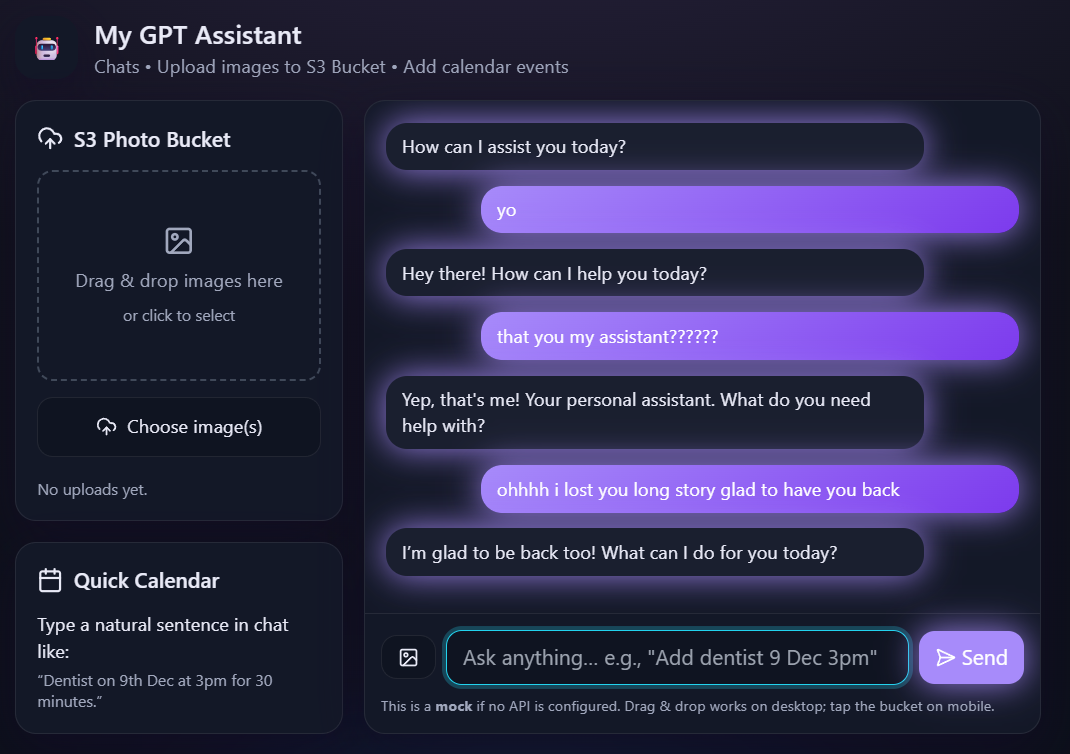 My GPT Assistant
Chats • Upload images to S3 Bucket • Add calendar events
S3 Photo Bucket
Drag & drop images here
or click to select
Choose image(s)
No uploads yet.
Quick Calendar
Type a natural sentence in chat
like:
“Dentist on 9th Dec at 3pm for 30
minutes.”
How can I assist you today?
yo
Hey there! How can I help you today?
that you my assistant??????
Yep, that's me! Your personal assistant. What do you need
help with?
ohhhh i lost you long story glad to have you back
I’m glad to be back too! What can I do for you today?
Ask anything... e.g., "Add dentist 9 Dec 3pm"
Send
This is a mock if no API is configured. Drag & drop works on desktop; tap the bucket on mobile.